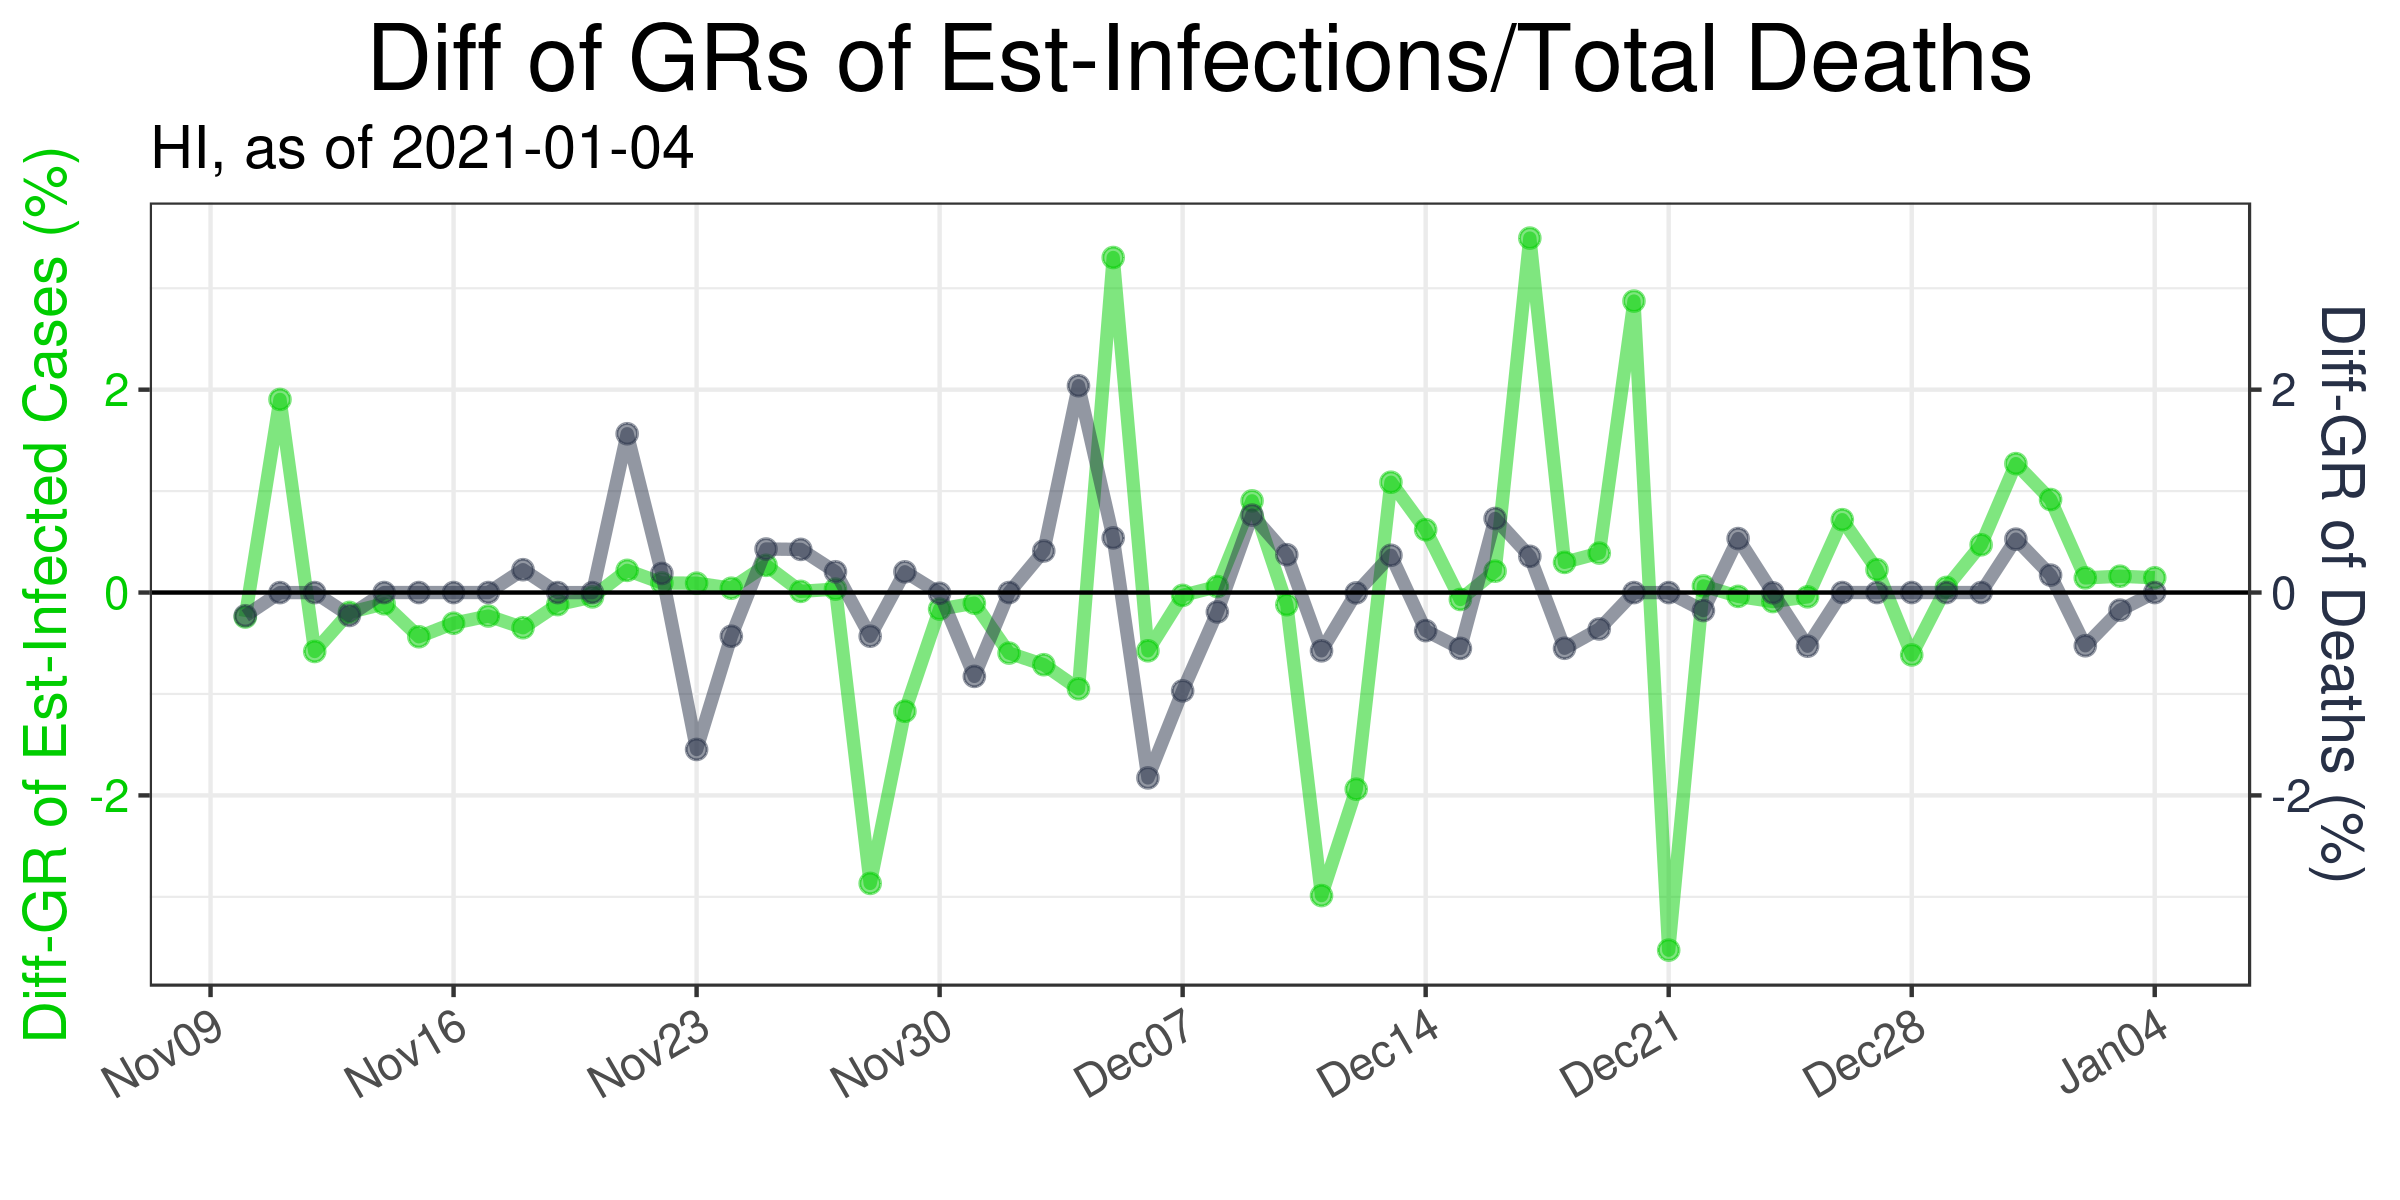 Diff of GRs of Est-Infections/Total Deaths
HI, as of 2021-01-04
Diff-GR of Est-Infected Cases (%)
2
0
-2
2
0
-2
Diff-GR of Deaths (%)
Nov09
Nov16
Nov23
Nov30
Dec07
Dec14
Dec21
Dec28
Jan04